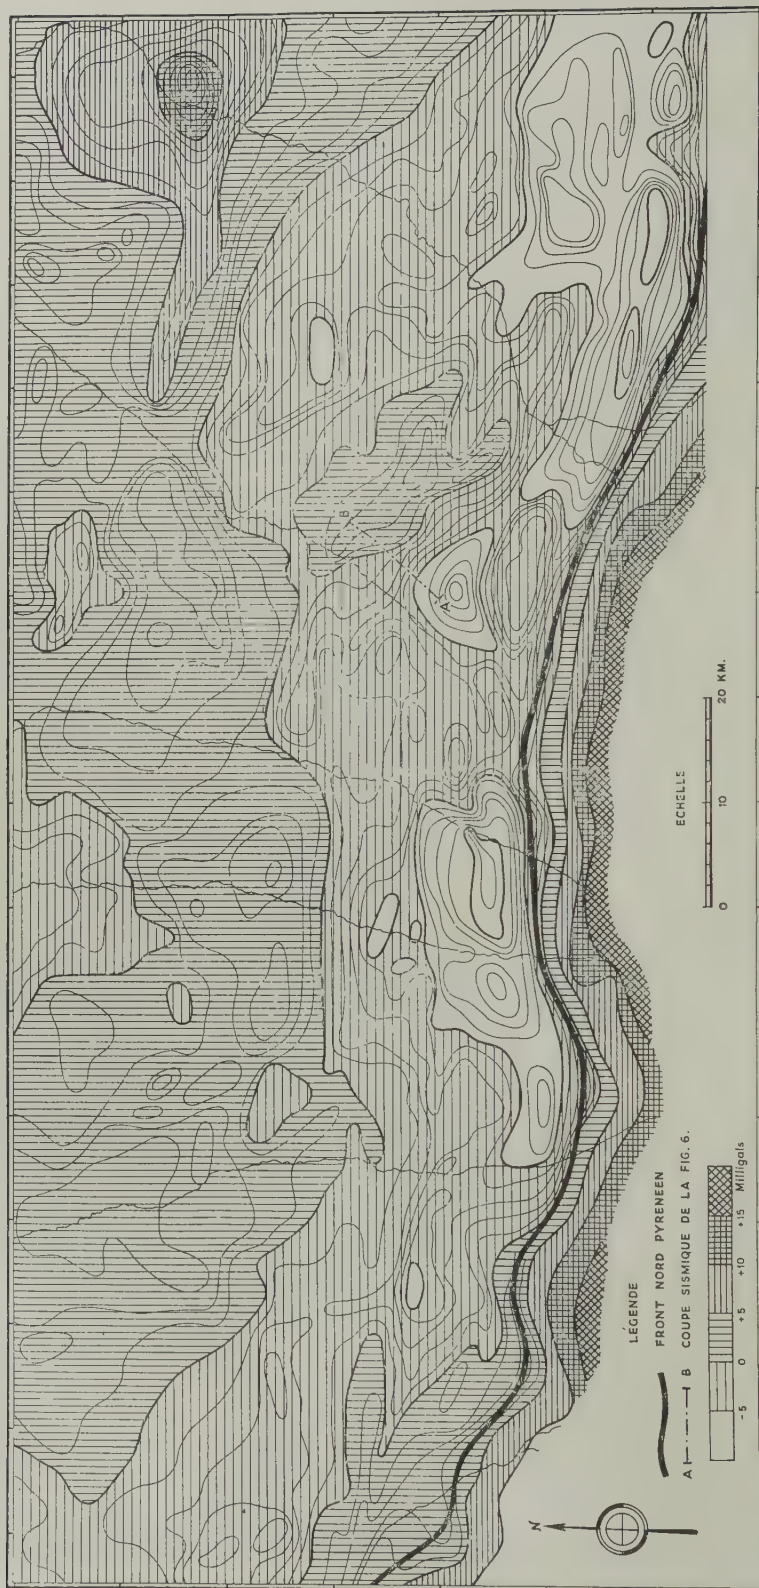 B
A
ECHELLE
0 10 20 KM.
LÉGENDE
FRONT NORD PYRENEEN
A B COUPE SISMIQUE DE LA FIG. 6.
-5 0 +5 +10 +15 Milligals
N